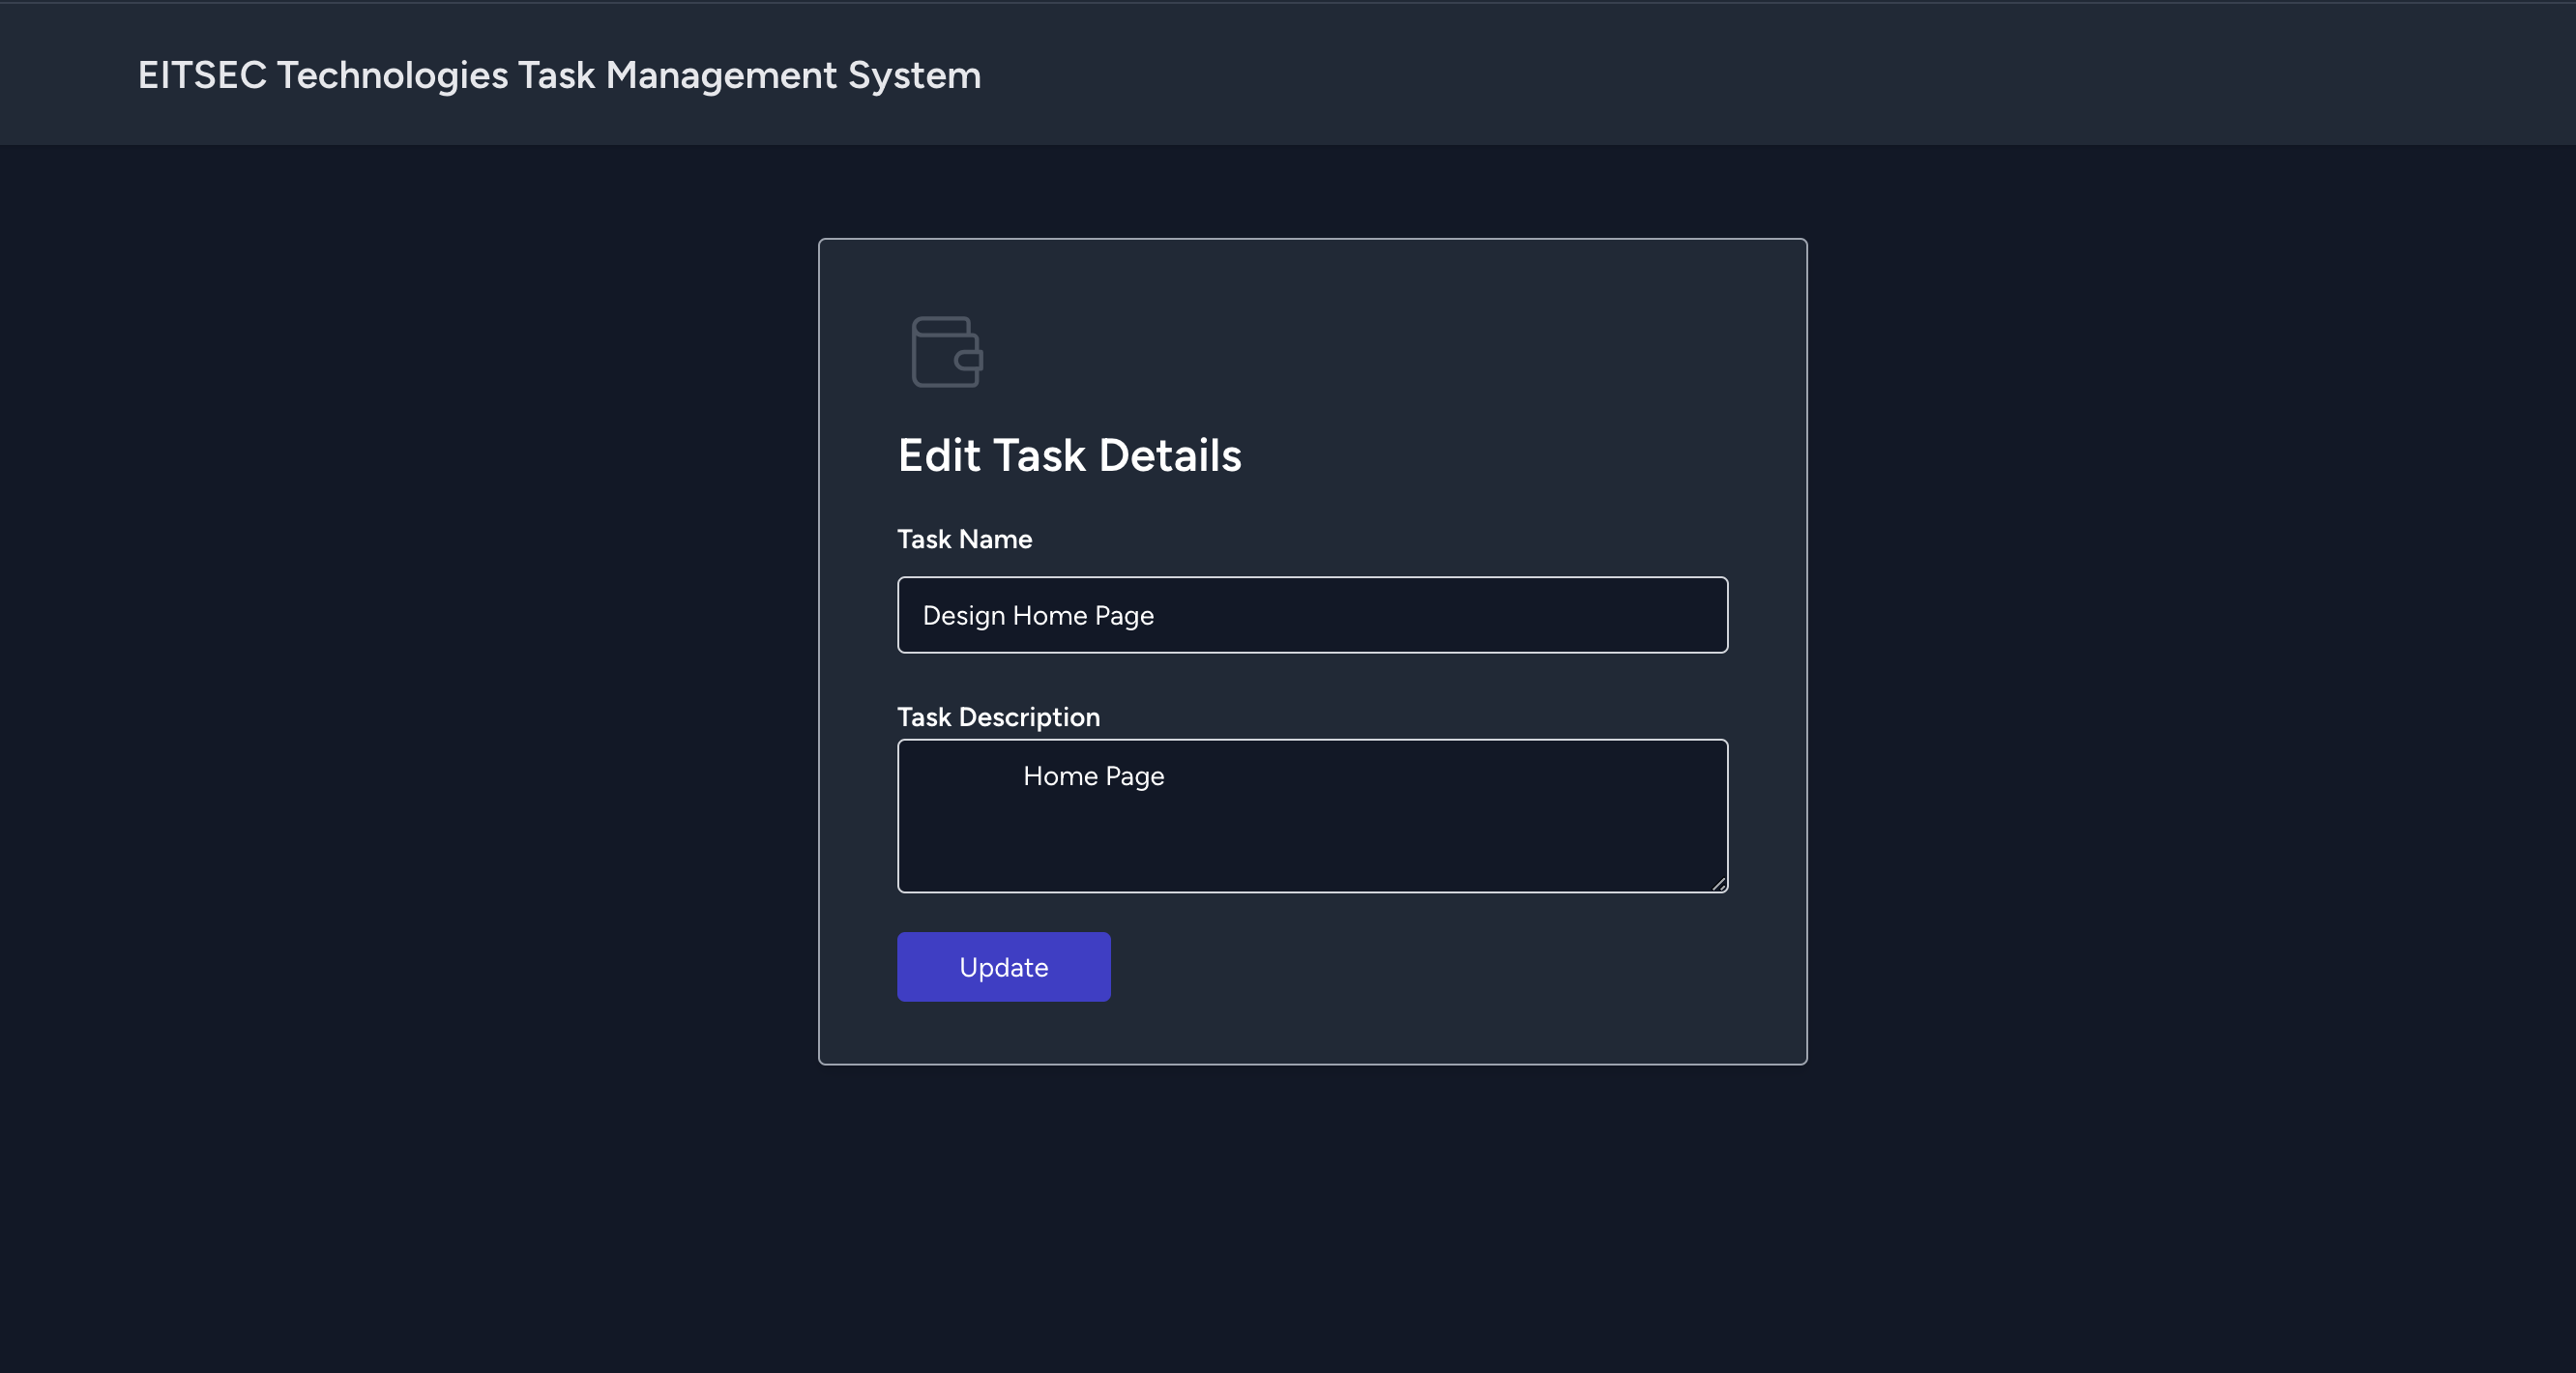 EITSEC Technologies Task Management System
Edit Task Details
Task Name
Design Home Page
Task Description
Home Page
Update